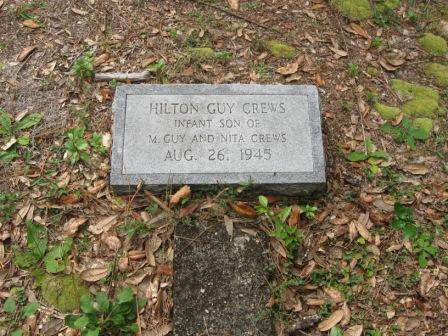 HILTON GUY CREWS
INFANT SON OF
M. GUY AND NITA CREWS
AUG. 26, 1945